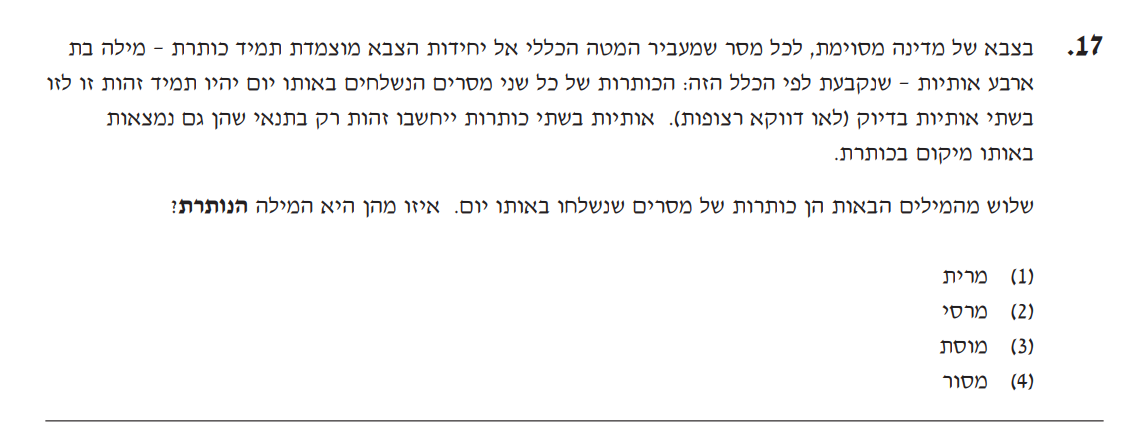 17. בצבא של מדינה מסוימת, לכל מסר שמעביר המטה הכללי אל יחידות הצבא מוצמדת תמיד כותרת – מילה בת
ארבע אותיות – שנקבעת לפי הכלל הזה: הכותרות של כל שני מסרים הנשלחים באותו יום יהיו תמיד זהות זו לזו
בשתי אותיות בדיוק (לאו דווקא רצופות). אותיות בשתי כותרות ייחשבו זהות רק בתנאי שהן גם נמצאות
באותו מיקום בכותרת.
שלוש מהמילים הבאות הן כותרות של מסרים שנשלחו באותו יום. איזו מהן היא המילה הנותרת?
(1) מרית
(2) מרסי
(3) מוסת
(4) מסור